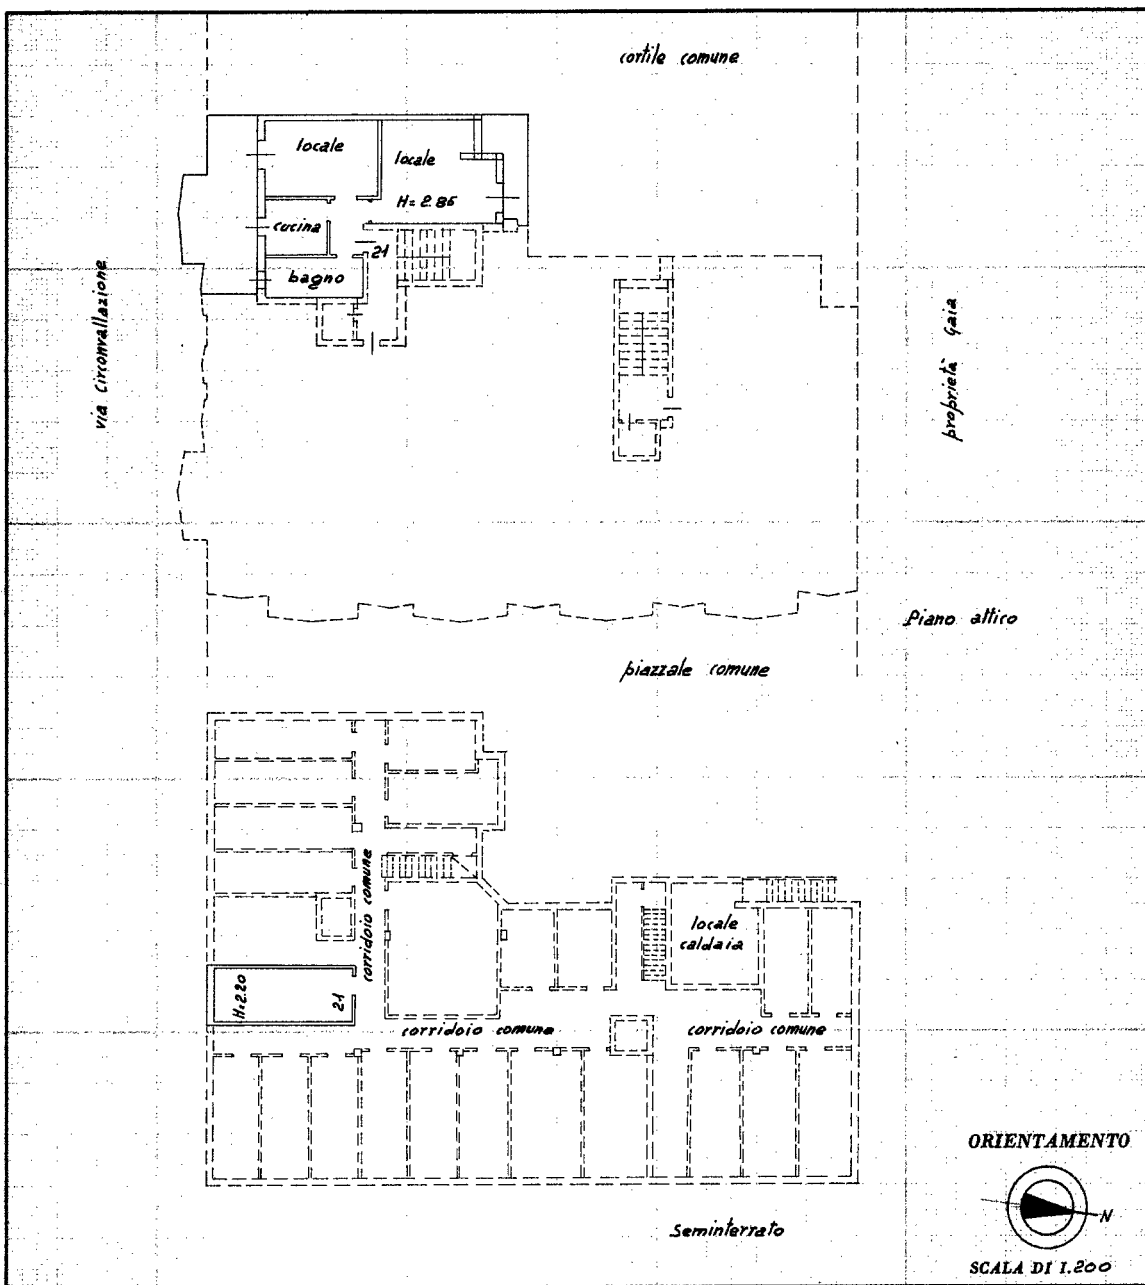 cortile comune
locale
locale
H= 2.85
cucina
21
bagno
via Circonvallazione
proprietà Gaia
Piano attico
piazzale comune
corridoio comune
locale
caldaia
H=2.20
21
corridoio comune
corridoio comune
ORIENTAMENTO
N
Seminterrato
SCALA DI 1.200